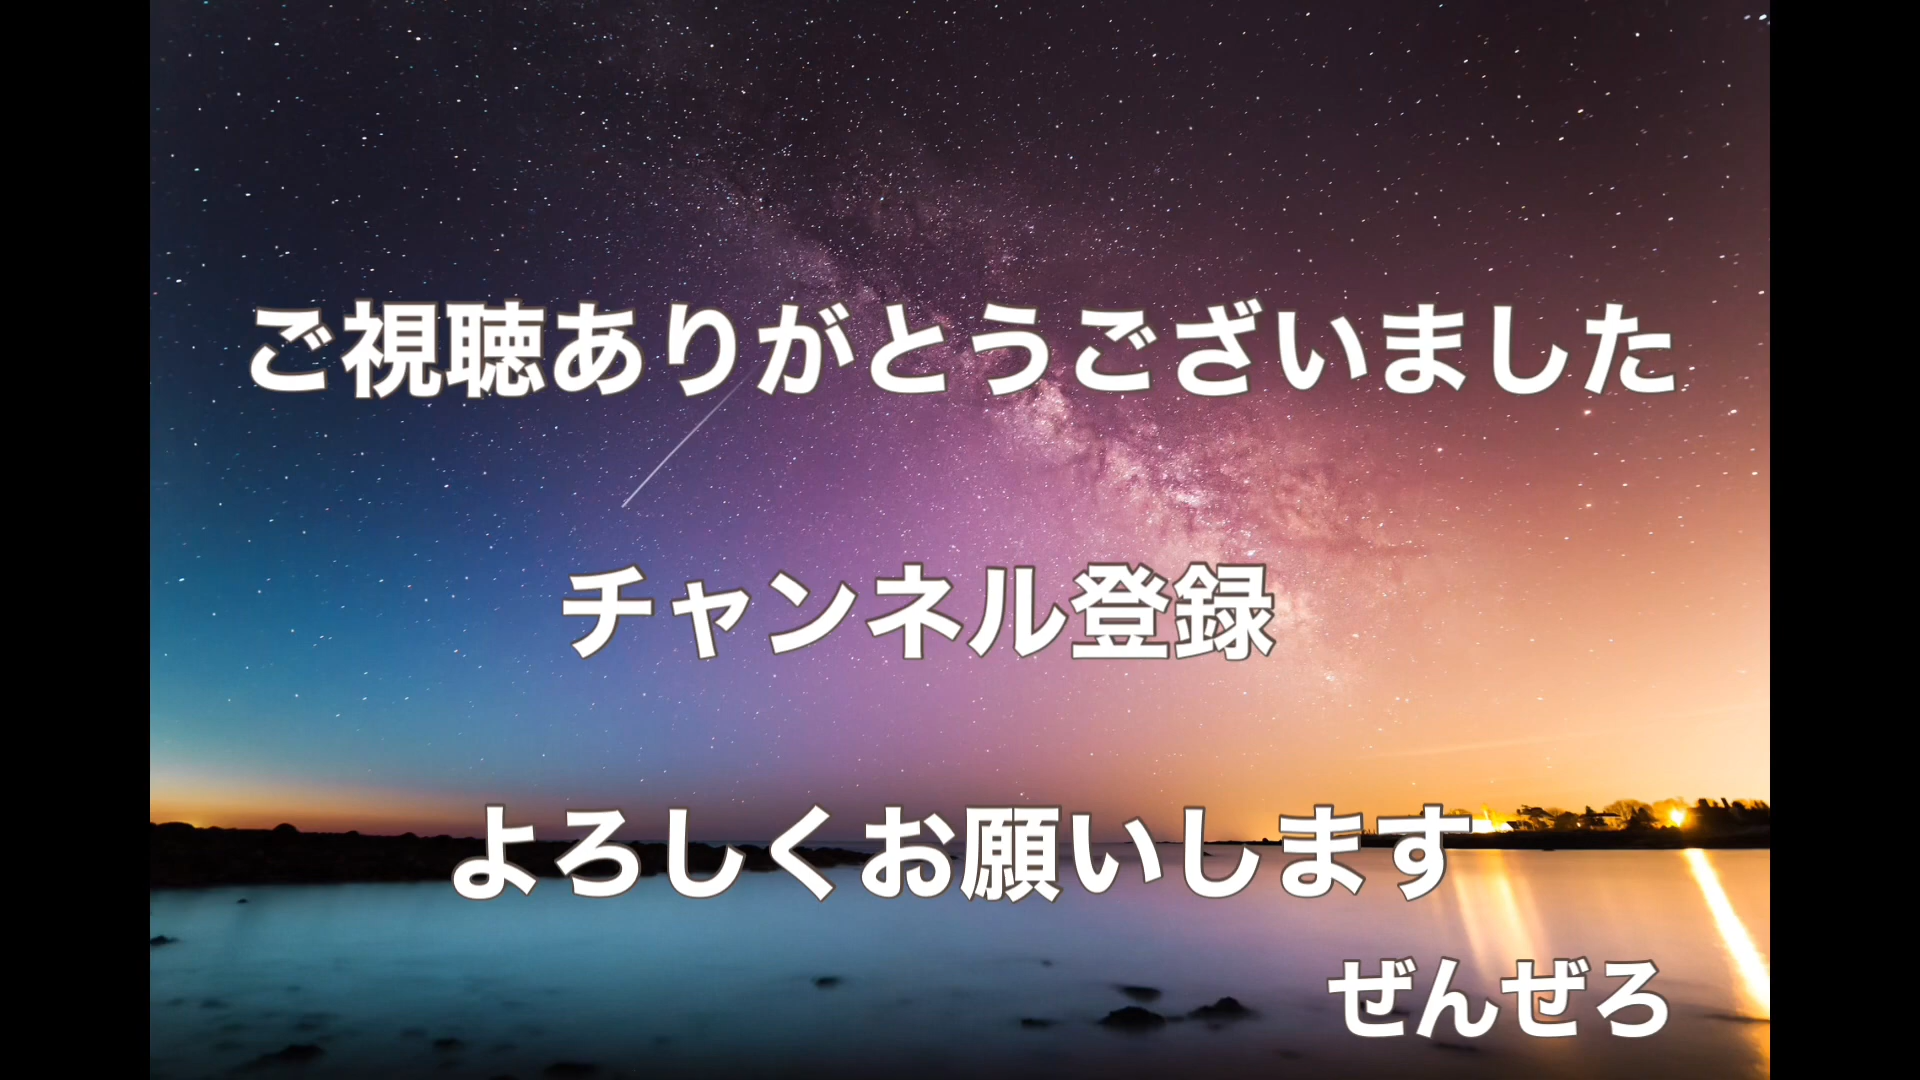 ご視聴ありがとうございました
チャンネル登録
よろしくお願いします
ぜんぜろ